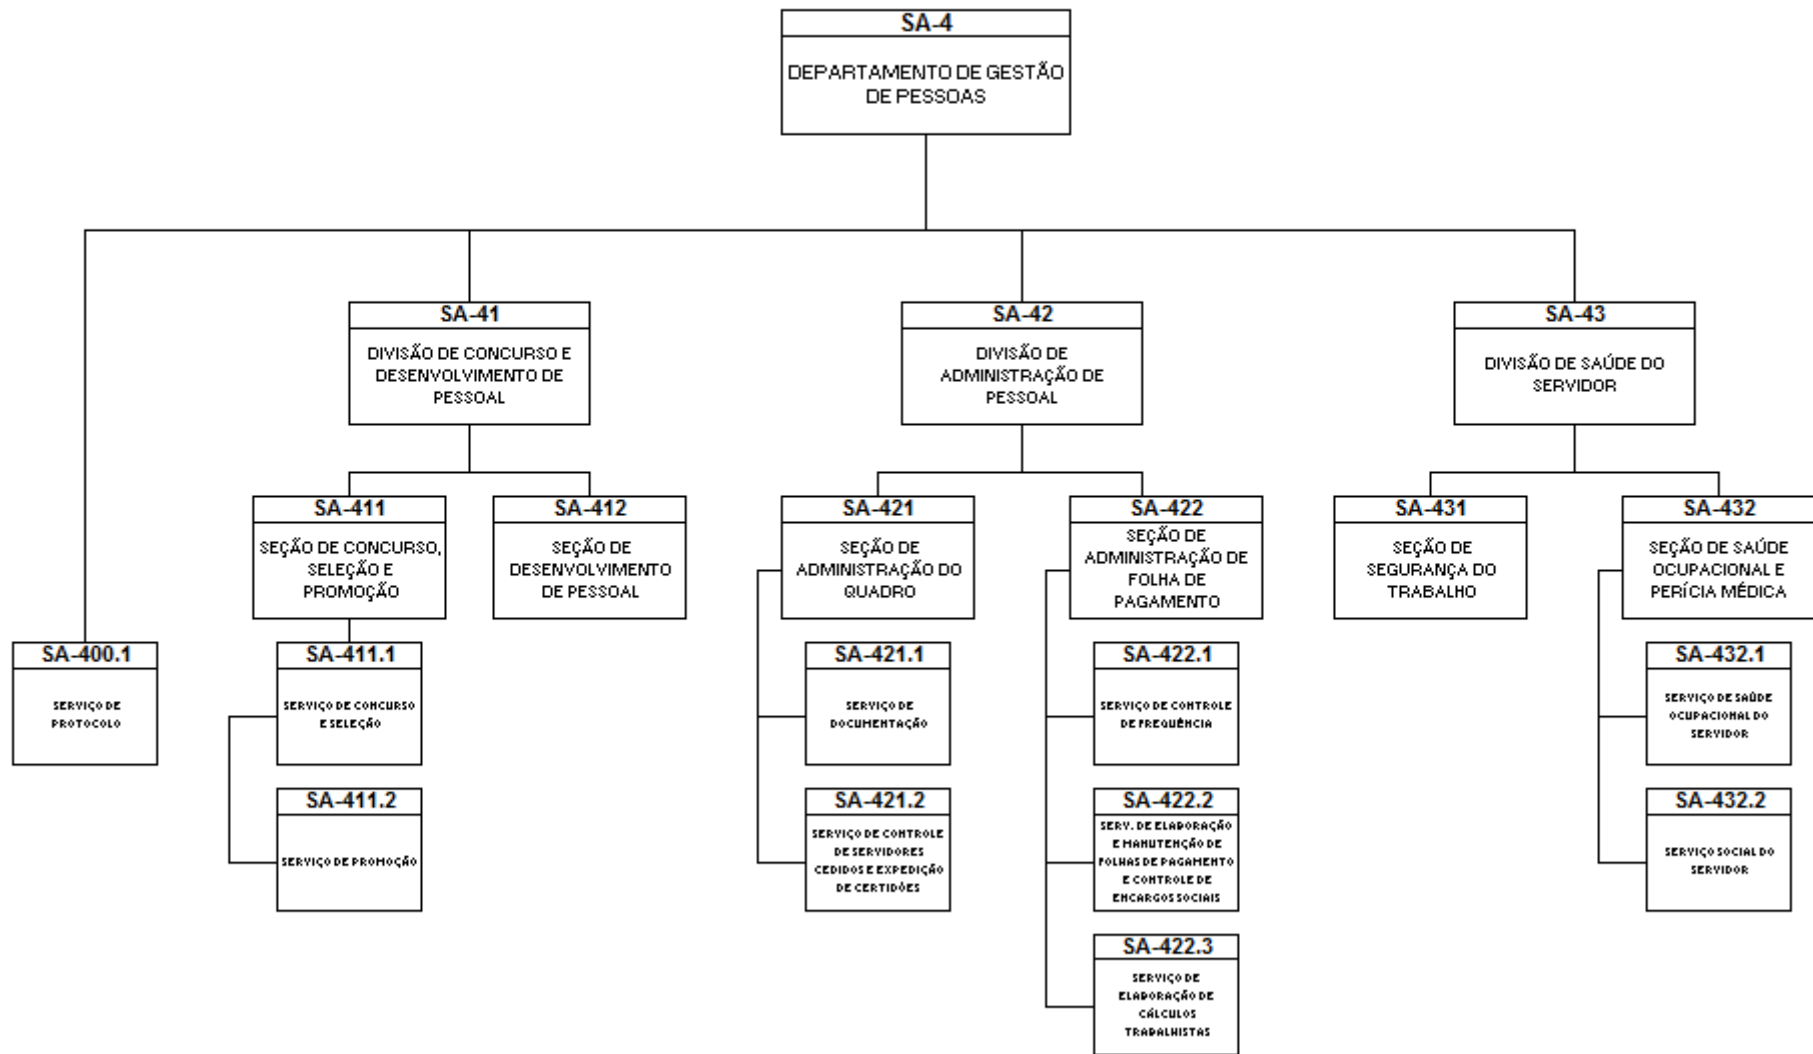 SA-4
DEPARTAMENTO DE GESTÃO
DE PESSOAS
SA-41
DIVISÃO DE CONCURSO E
DESENVOLVIMENTO DE
PESSOAL
SA-42
DIVISÃO DE
ADMINISTRAÇÃO DE
PESSOAL
SA-43
DIVISÃO DE SAÚDE DO
SERVIDOR
SA-411
SEÇÃO DE CONCURSO,
SELEÇÃO E
PROMOÇÃO
SA-412
SEÇÃO DE
DESENVOLVIMENTO
DE PESSOAL
SA-421
SEÇÃO DE
ADMINISTRAÇÃO DO
QUADRO
SA-422
SEÇÃO DE
ADMINISTRAÇÃO DE
FOLHA DE
PAGAMENTO
SA-431
SEÇÃO DE
SEGURANÇA DO
TRABALHO
SA-432
SEÇÃO DE SAÚDE
OCUPACIONAL E
PERÍCIA MÉDICA
SA-400.1
SERVIÇO DE
PROTOCOLO
SA-411.1
SERVIÇO DE CONCURSO
E SELEÇÃO
SA-421.1
SERVIÇO DE
DOCUMENTAÇÃO
SA-422.1
SERVIÇO DE CONTROLE
DE FREQUÊNCIA
SA-432.1
SERVIÇO DE SAÚDE
OCUPACIONAL DO
SERVIDOR
SA-411.2
SERVIÇO DE PROMOÇÃO
SA-421.2
SERVIÇO DE CONTROLE
DE SERVIDORES
CEDIDOS E EXPEDIÇÃO
DE CERTIDÕES
SA-422.2
SERV. DE ELABORAÇÃO
E MANUTENÇÃO DE
FOLHAS DE PAGAMENTO
E CONTROLE DE
ENCARGOS SOCIAIS
SA-432.2
SERVIÇO SOCIAL DO
SERVIDOR
SA-422.3
SERVIÇO DE
ELABORAÇÃO DE
CÁLCULOS
TRABALHISTAS